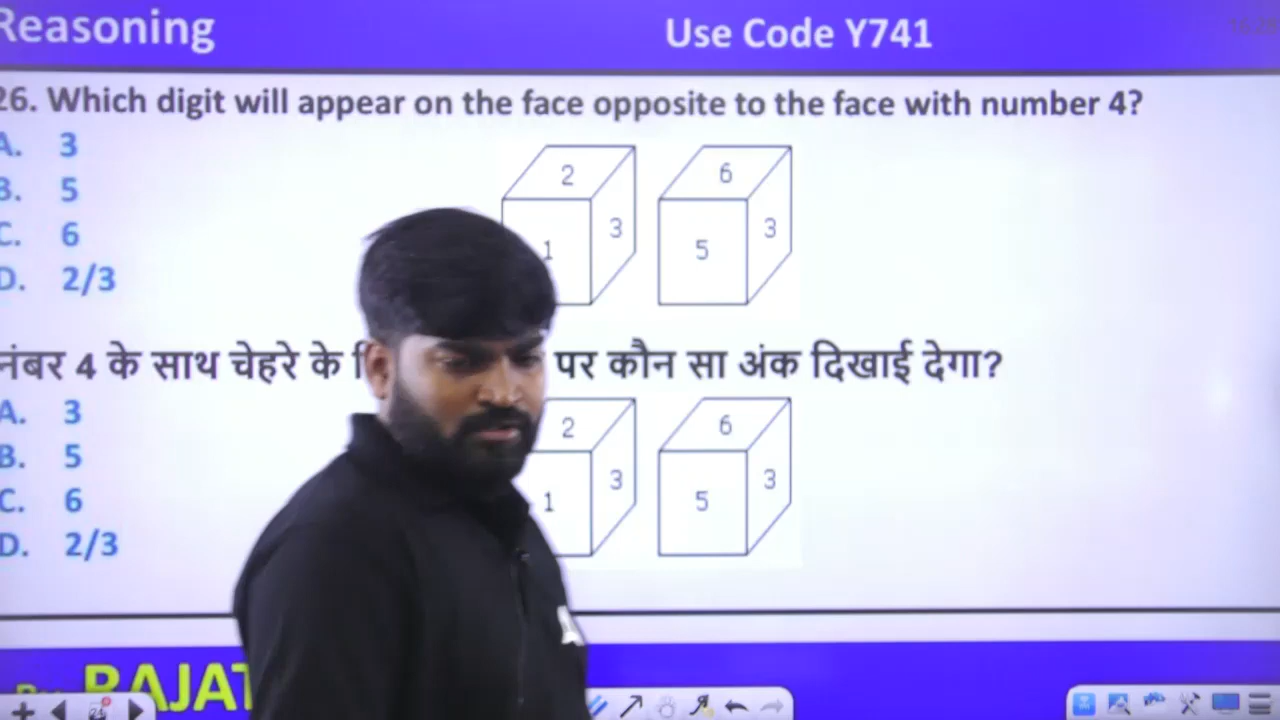 Reasoning
Use Code Y741
26. Which digit will appear on the face opposite to the face with number 4?
A. 3
B. 5
C. 6
D. 2/3
2
1
3
6
5
3
नंबर 4 के साथ चेहरे के
पर कौन सा अंक दिखाई देगा?
A. 3
B. 5
C. 6
D. 2/3
2
1
3
6
5
3
RAJAT